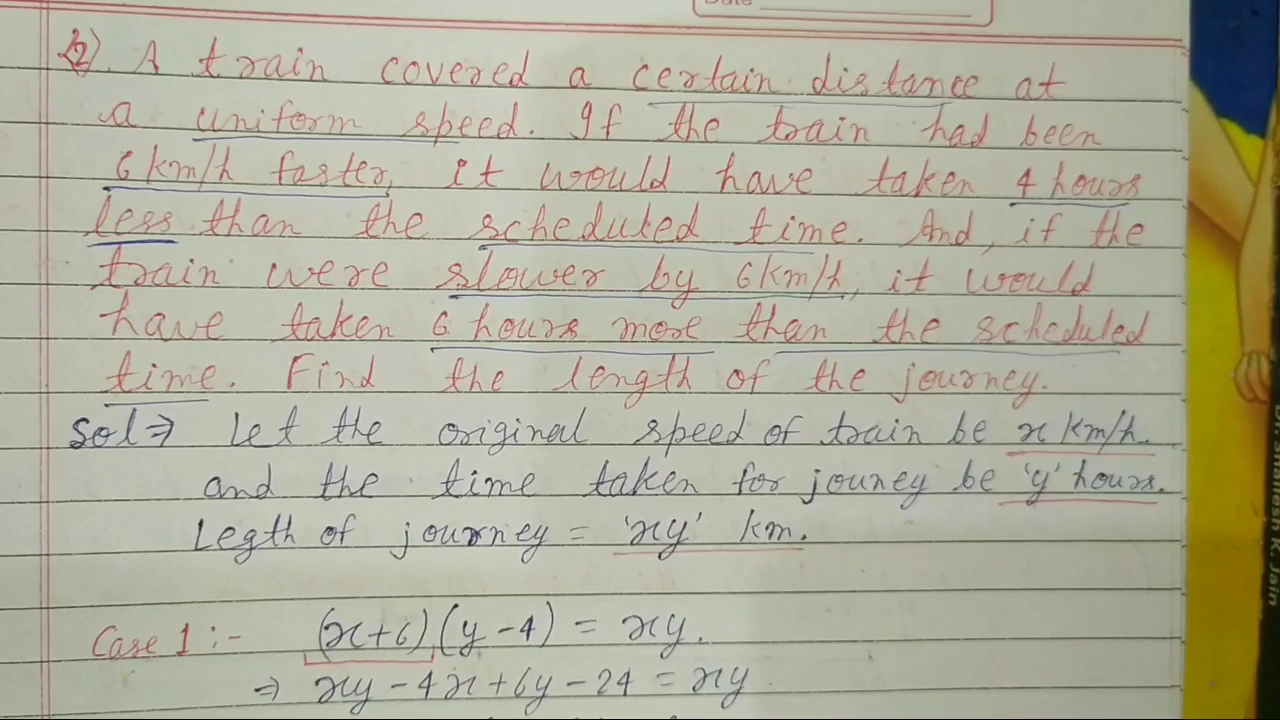 Date
(2). A train covered a certain distance at
a uniform speed. If the train had been
6 km/h faster, it would have taken 4 hours
less than the scheduled time. And, if the
train were slower by 6 km/h, it would
have taken 6 hours more than the scheduled
time. Find the length of the journey.
Sol ⇒ Let the original speed of train be x km/h.
and the time taken for jouney be 'y' hours.
Legth of journey = 'xy' km.
Case 1 :- (x+6) (y-4) = xy.
⇒ xy - 4x + 6y - 24 = xy
K. Jain